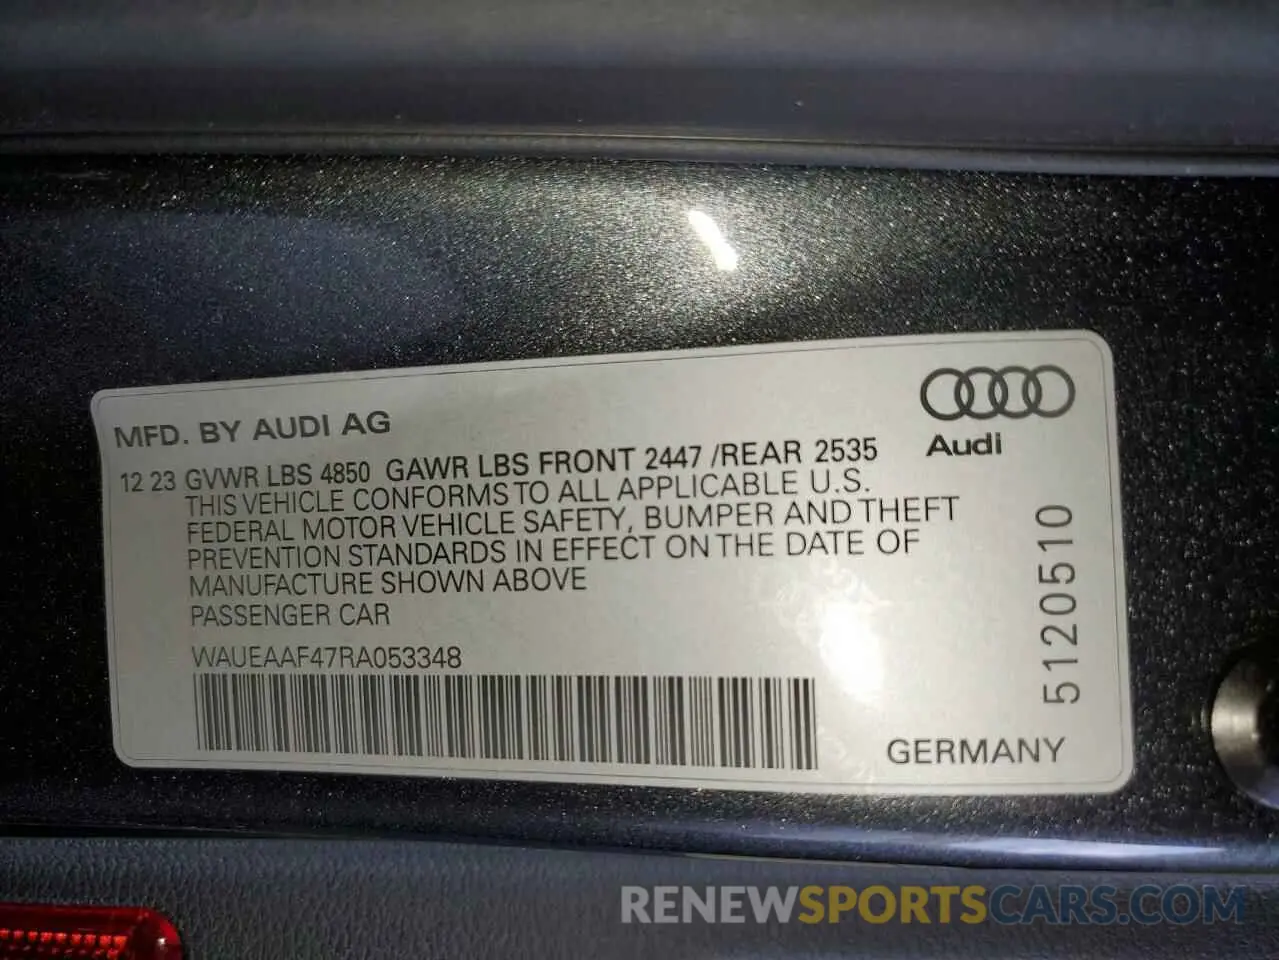 MFD. BY AUDI AG
Audi
12 23 GVWR LBS 4850 GAWR LBS FRONT 2447 /REAR 2535
THIS VEHICLE CONFORMS TO ALL APPLICABLE U.S.
FEDERAL MOTOR VEHICLE SAFETY, BUMPER AND THEFT
PREVENTION STANDARDS IN EFFECT ON THE DATE OF
MANUFACTURE SHOWN ABOVE
PASSENGER CAR
WAUEAAF47RA053348
5120510
GERMANY
RENEWSPORTSCARS.COM